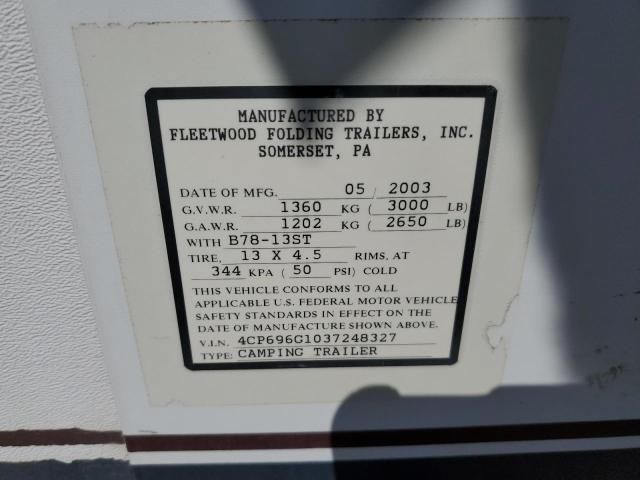 MANUFACTURED BY
FLEETWOOD FOLDING TRAILERS, INC.
SOMERSET, PA
DATE OF MFG. 05 / 2003
G.V.W.R. 1360 KG ( 3000 LB)
G.A.W.R. 1202 KG ( 2650 LB)
WITH B78-13ST
TIRE, 13 X 4.5 RIMS, AT
344 KPA ( 50 PSI) COLD
THIS VEHICLE CONFORMS TO ALL
APPLICABLE U.S. FEDERAL MOTOR VEHICLE
SAFETY STANDARDS IN EFFECT ON THE
DATE OF MANUFACTURE SHOWN ABOVE.
V.I.N. 4CP696G1037248327
TYPE: CAMPING TRAILER